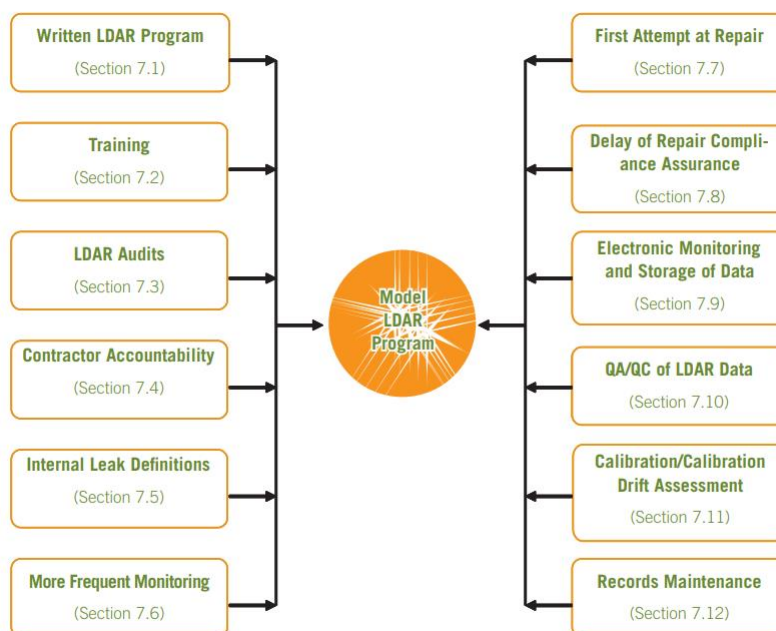 Written LDAR Program
(Section 7.1)
Training
(Section 7.2)
LDAR Audits
(Section 7.3)
Contractor Accountability
(Section 7.4)
Internal Leak Definitions
(Section 7.5)
More Frequent Monitoring
(Section 7.6)
Model
LDAR
Program
First Attempt at Repair
(Section 7.7)
Delay of Repair Compli-
ance Assurance
(Section 7.8)
Electronic Monitoring
and Storage of Data
(Section 7.9)
QA/QC of LDAR Data
(Section 7.10)
Calibration/Calibration
Drift Assessment
(Section 7.11)
Records Maintenance
(Section 7.12)